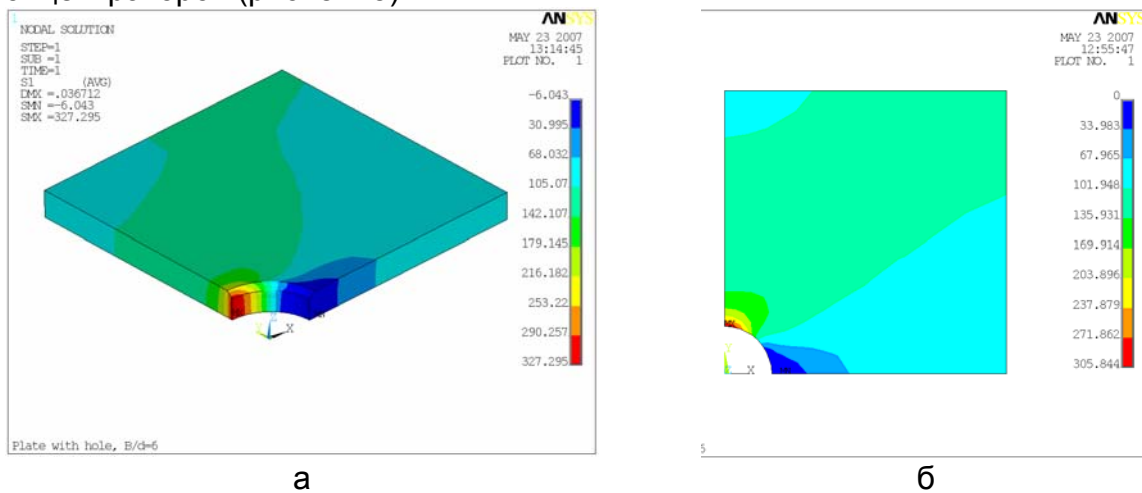 1
NODAL SOLUTION
STEP=1
SUB =1
TIME=1
S1 (AVG)
DMX =.036712
SMN =-6.043
SMX =327.295
ANSYS
MAY 23 2007
13:14:45
PLOT NO. 1
-6.043
30.995
68.032
105.07
142.107
179.145
216.182
253.22
290.257
327.295
X
Plate with hole, B/d=6
а
ANSYS
MAY 23 2007
12:55:47
PLOT NO. 1
0
33.983
67.965
101.948
135.931
169.914
203.896
237.879
271.862
305.844
Y
X
б